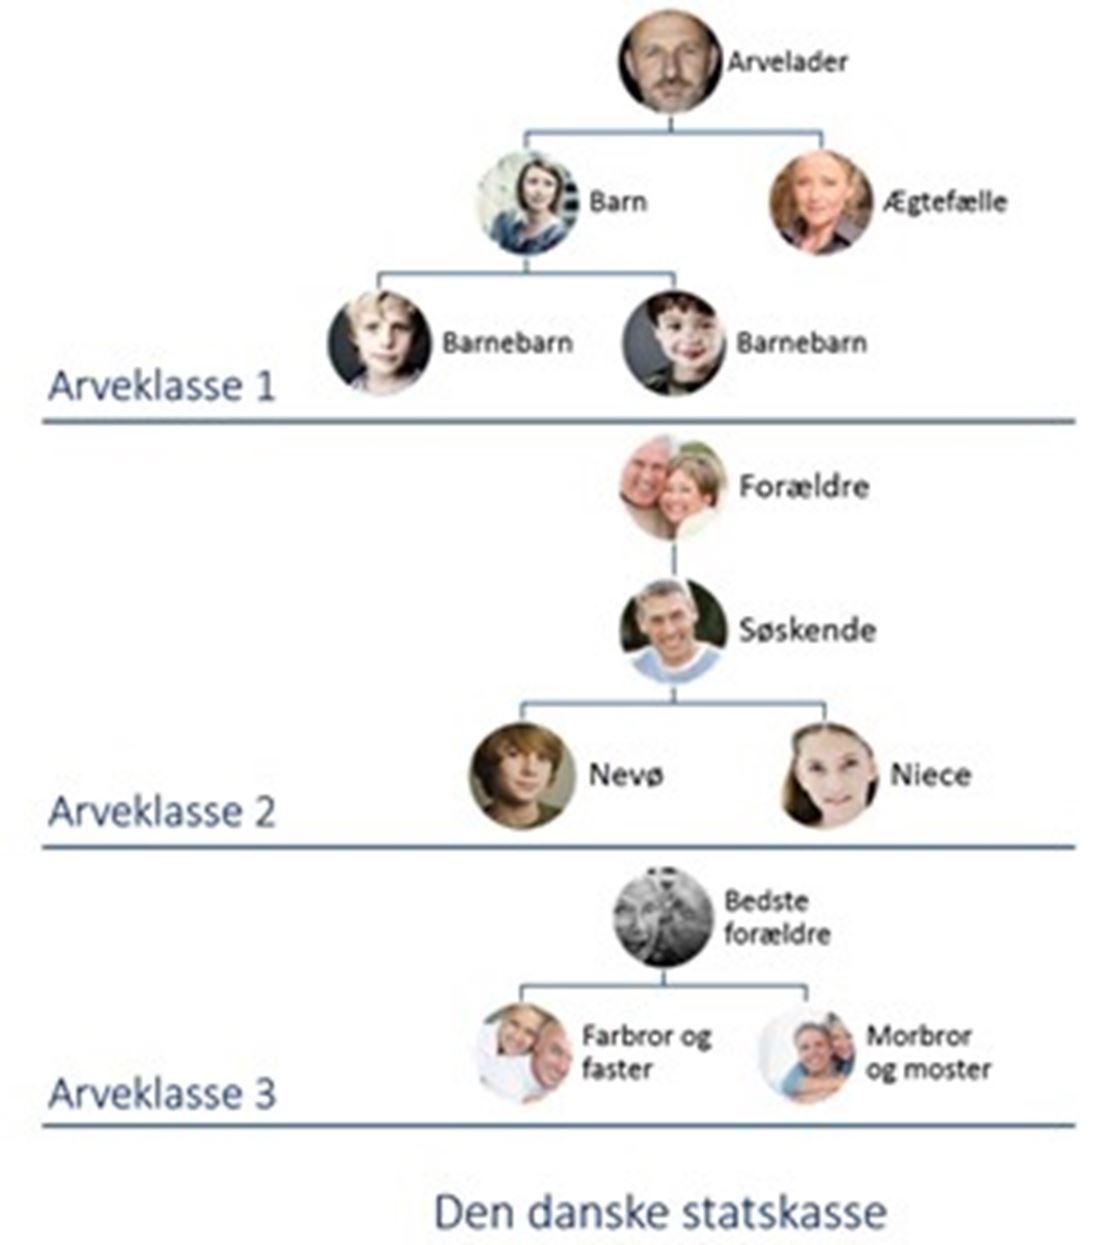 Arvelader
Barn
Ægtefælle
Barnebarn
Barnebarn
Arveklasse 1
Forældre
Søskende
Nevø
Niece
Arveklasse 2
Bedste
forældre
Farbror og
faster
Morbror
og moster
Arveklasse 3
Den danske statskasse